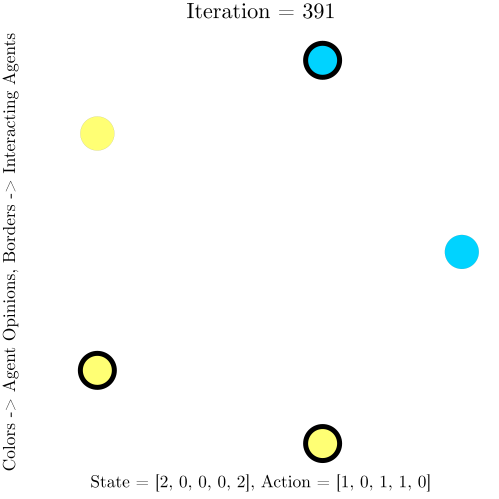 Iteration = 391
Colors -> Agent Opinions, Borders -> Interacting Agents
State = [2, 0, 0, 0, 2], Action = [1, 0, 1, 1, 0]